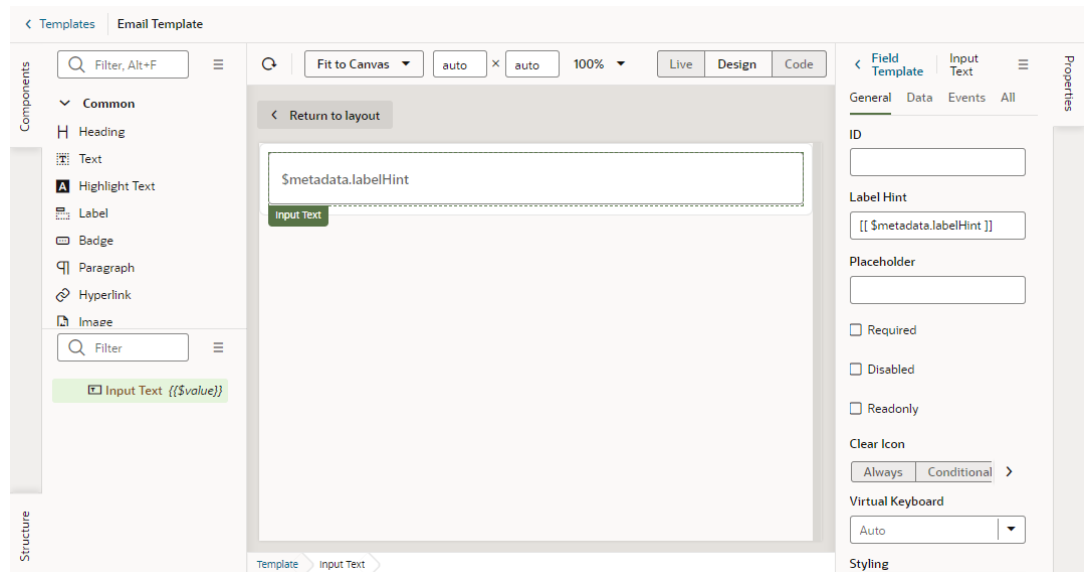 Templates
Email Template
Components
Filter, Alt+F
Common
Heading
Text
Highlight Text
Label
Badge
Paragraph
Hyperlink
Image
Filter
Input Text {{$value}}
Structure
Fit to Canvas
auto × auto
100%
Live Design Code
Return to layout
$metadata.labelHint
Input Text
Template Input Text
Field Template
Input Text
Properties
General Data Events All
ID
Label Hint
[[ $metadata.labelHint ]]
Placeholder
Required
Disabled
Readonly
Clear Icon
Always Conditional
Virtual Keyboard
Auto
Styling